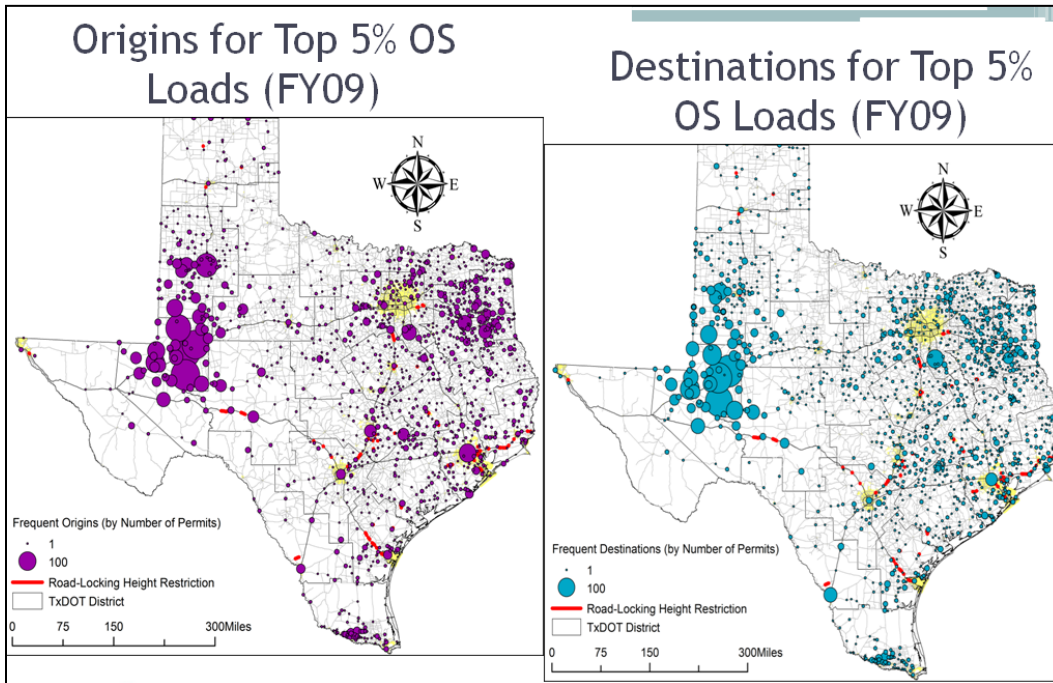 Origins for Top 5% OS
Loads (FY09)
N
W E
S
Frequent Origins (by Number of Permits)
1
100
Road-Locking Height Restriction
TxDOT District
0 75 150 300Miles
Destinations for Top 5%
OS Loads (FY09)
N
W E
S
Frequent Destinations (by Number of Permits)
1
100
Road-Locking Height Restriction
TxDOT District
0 75 150 300Miles